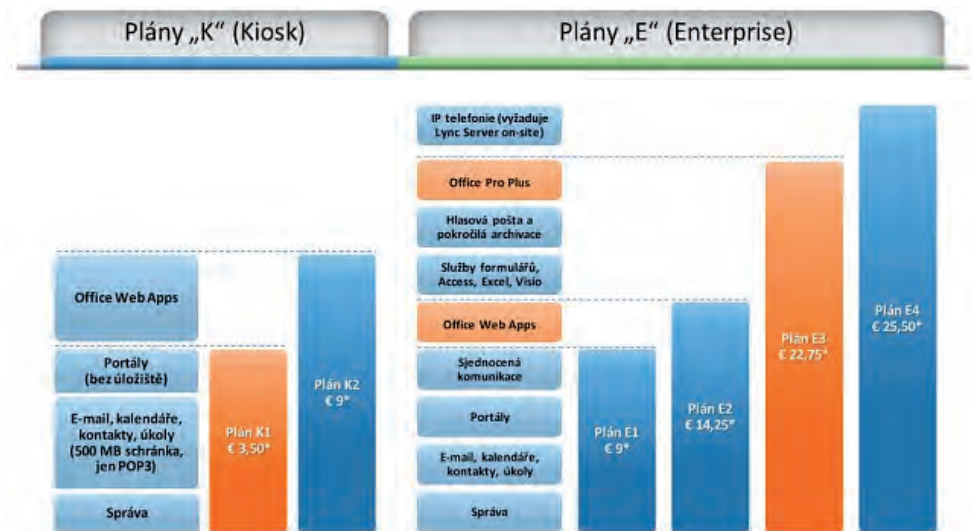 Plány „K“ (Kiosk)
Plány „E“ (Enterprise)
Office Web Apps
Portály
(bez úložiště)
E-mail, kalendáře,
kontakty, úkoly
(500 MB schránka,
jen POP3)
Správa
Plán K1
€ 3,50*
Plán K2
€ 9*
IP telefonie (vyžaduje
Lync Server on-site)
Office Pro Plus
Hlasová pošta a
pokročilá archivace
Služby formulářů,
Access, Excel, Visio
Office Web Apps
Sjednocená
komunikace
Portály
E-mail, kalendáře,
kontakty, úkoly
Správa
Plán E1
€ 9*
Plán E2
€ 14,25*
Plán E3
€ 22,75*
Plán E4
€ 25,50*